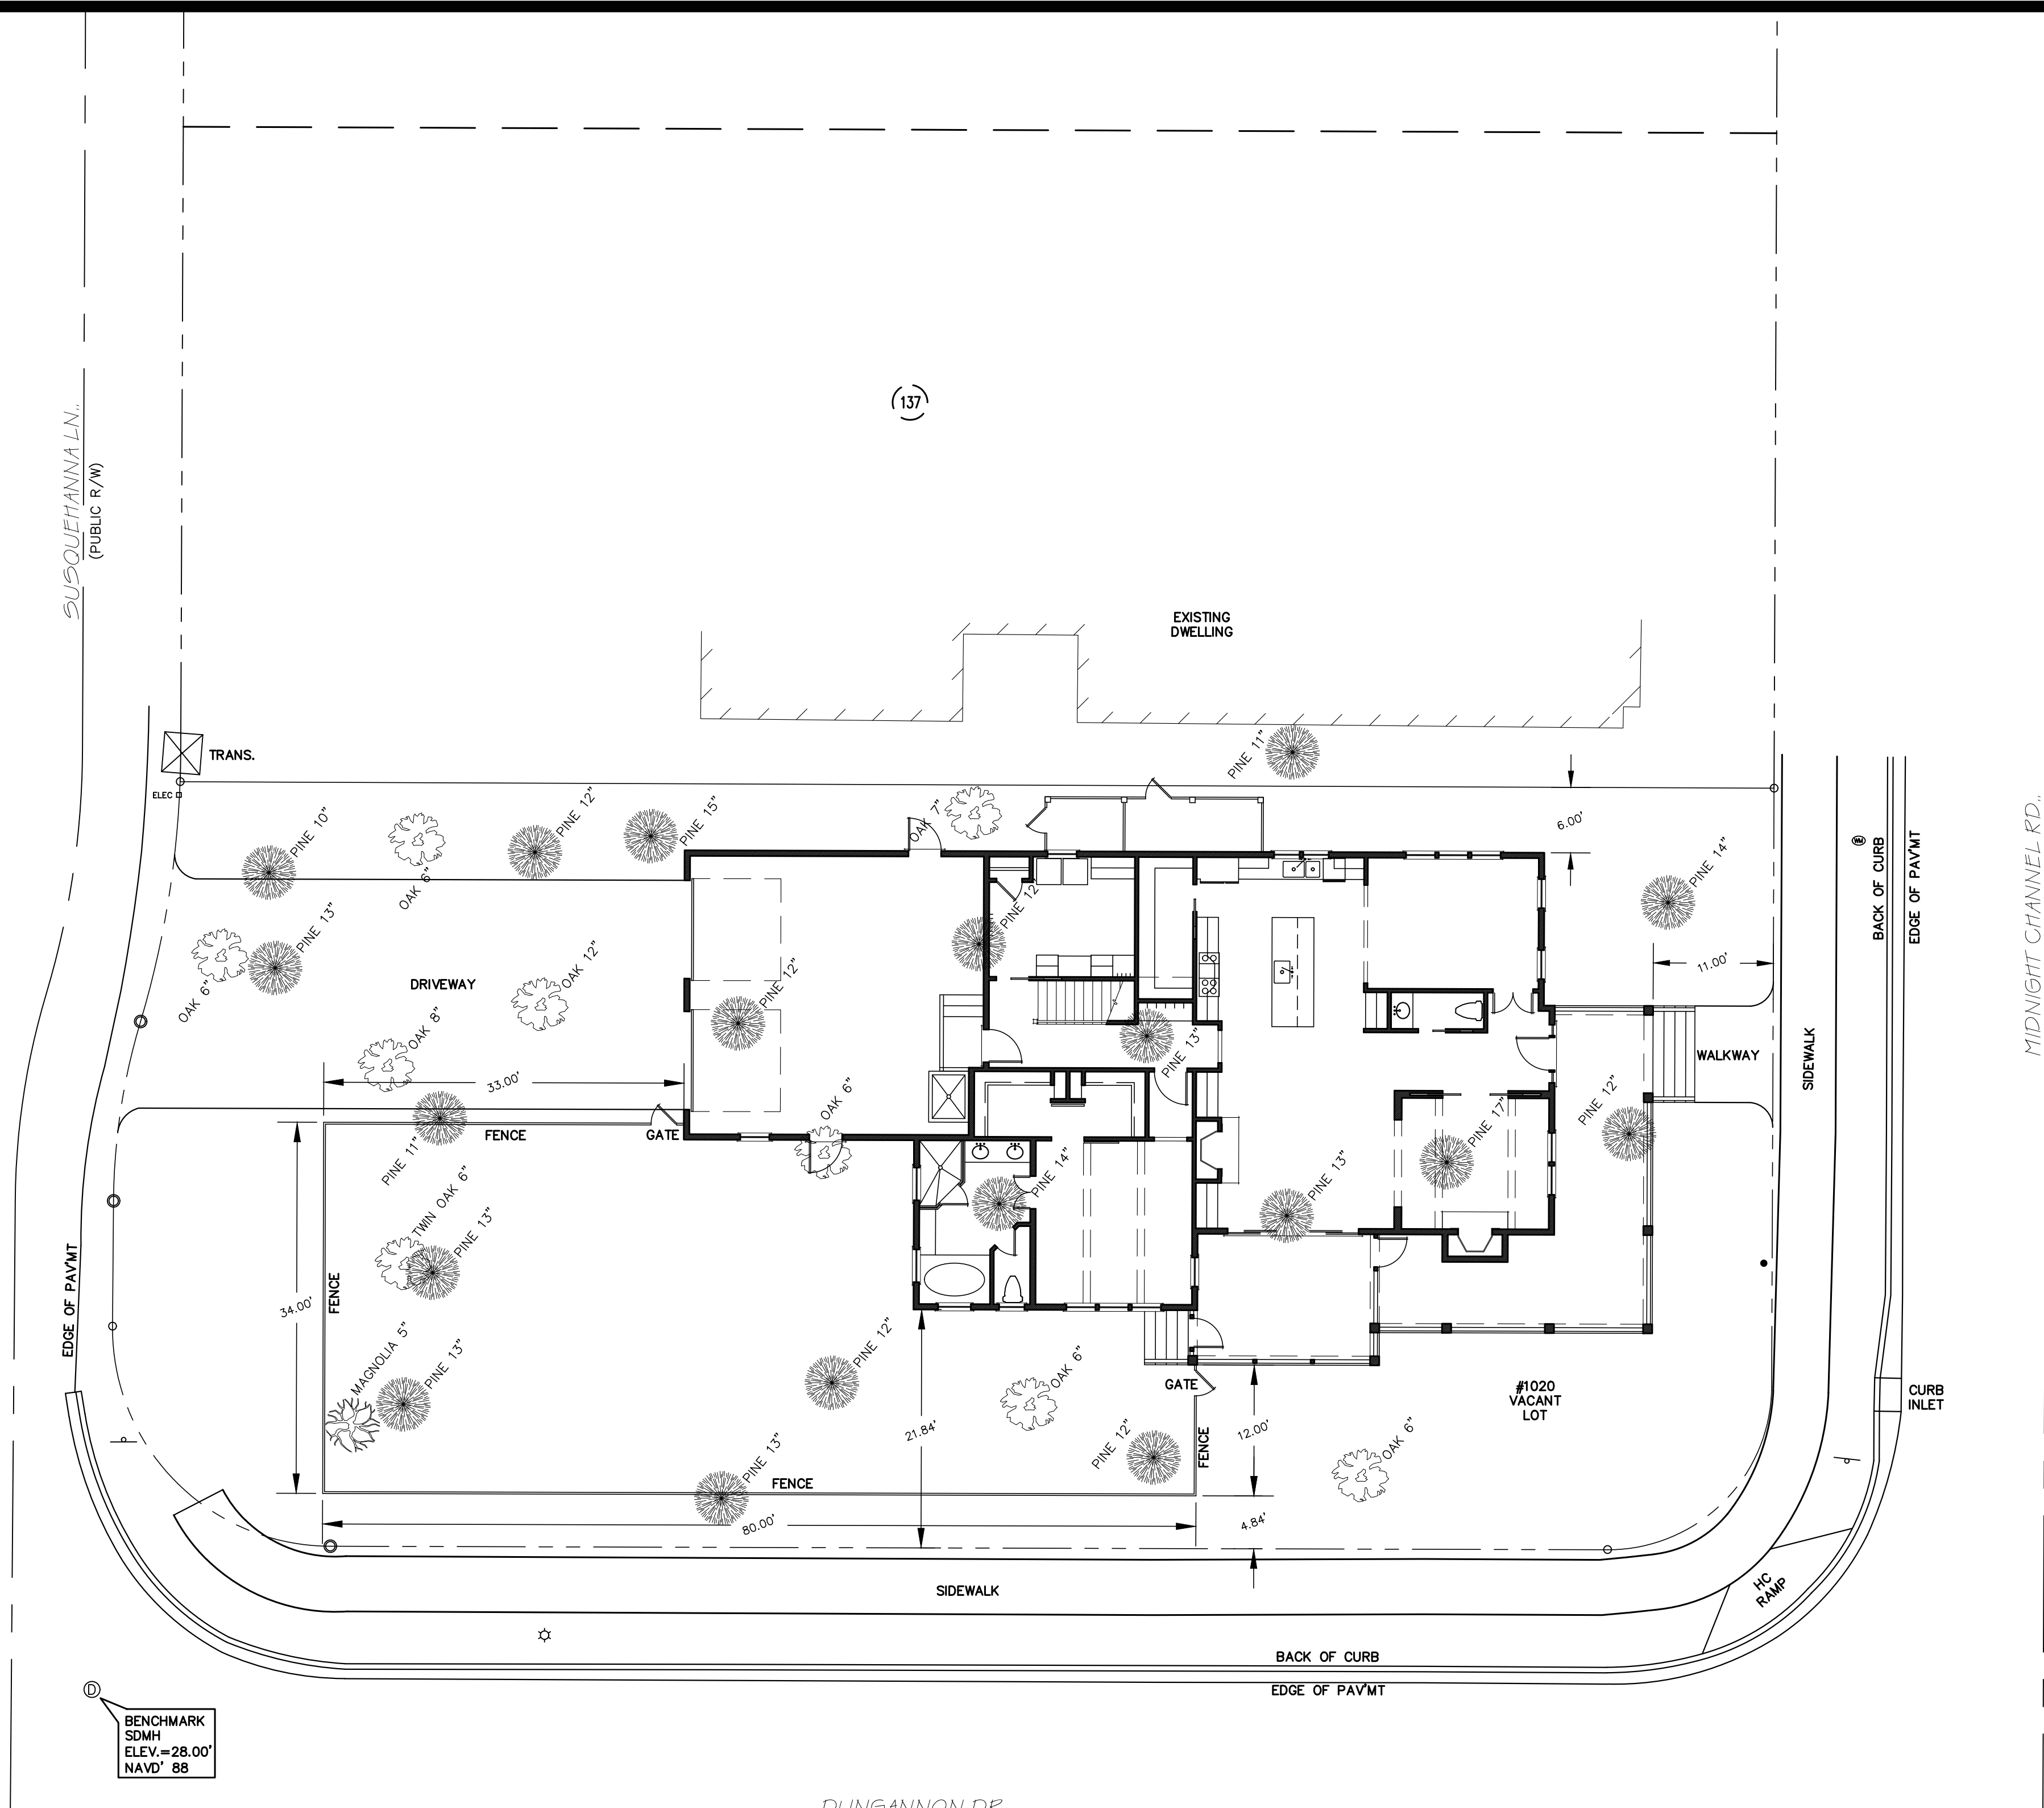 137
SUSQUEHANNA LN.,
(PUBLIC R/W)
EXISTING
DWELLING
TRANS.
ELEC
PINE 11"
PINE 10"
OAK 6"
PINE 12"
PINE 15"
OAK 7"
6.00'
PINE 14"
BACK OF CURB
EDGE OF PAV'MT
MIDNIGHT CHANNEL RD.,
WM
PINE 13"
OAK 6"
DRIVEWAY
OAK 12"
PINE 12"
PINE 12"
11.00'
OAK 8"
33.00'
PINE 13"
WALKWAY
SIDEWALK
PINE 12"
PINE 17"
OAK 6"
FENCE
GATE
PINE 11"
TWIN OAK 6"
PINE 13"
PINE 14"
PINE 13"
EDGE OF PAV'MT
34.00'
FENCE
MAGNOLIA 5"
PINE 13"
PINE 12"
OAK 6"
GATE
#1020
VACANT
LOT
CURB
INLET
21.84'
PINE 12"
FENCE
12.00'
OAK 6"
PINE 13"
FENCE
80.00'
4.84'
SIDEWALK
HC
RAMP
BACK OF CURB
EDGE OF PAV'MT
D
BENCHMARK
SDMH
ELEV.=28.00'
NAVD' 88
DUNGANNON DR.